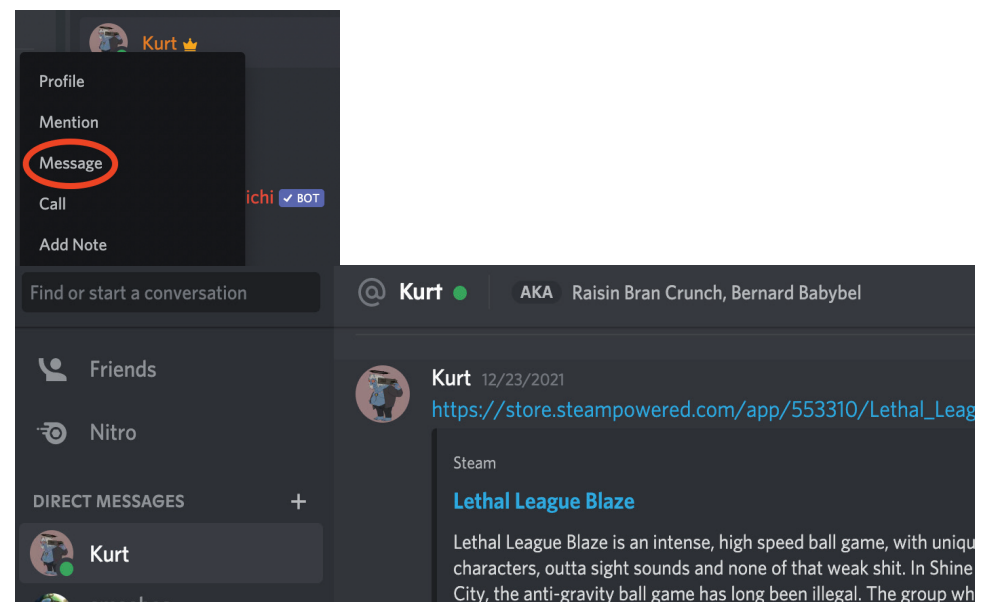 Kurt
Profile
Mention
Message
ichi BOT
Call
Add Note
Find or start a conversation
@ Kurt AKA Raisin Bran Crunch, Bernard Babybel
Friends
Nitro
DIRECT MESSAGES +
Kurt
Kurt 12/23/2021
https://store.steampowered.com/app/553310/Lethal_Leag
Steam
Lethal League Blaze
Lethal League Blaze is an intense, high speed ball game, with uniqu
characters, outta sight sounds and none of that weak shit. In Shine
City, the anti-gravity ball game has long been illegal. The group wh